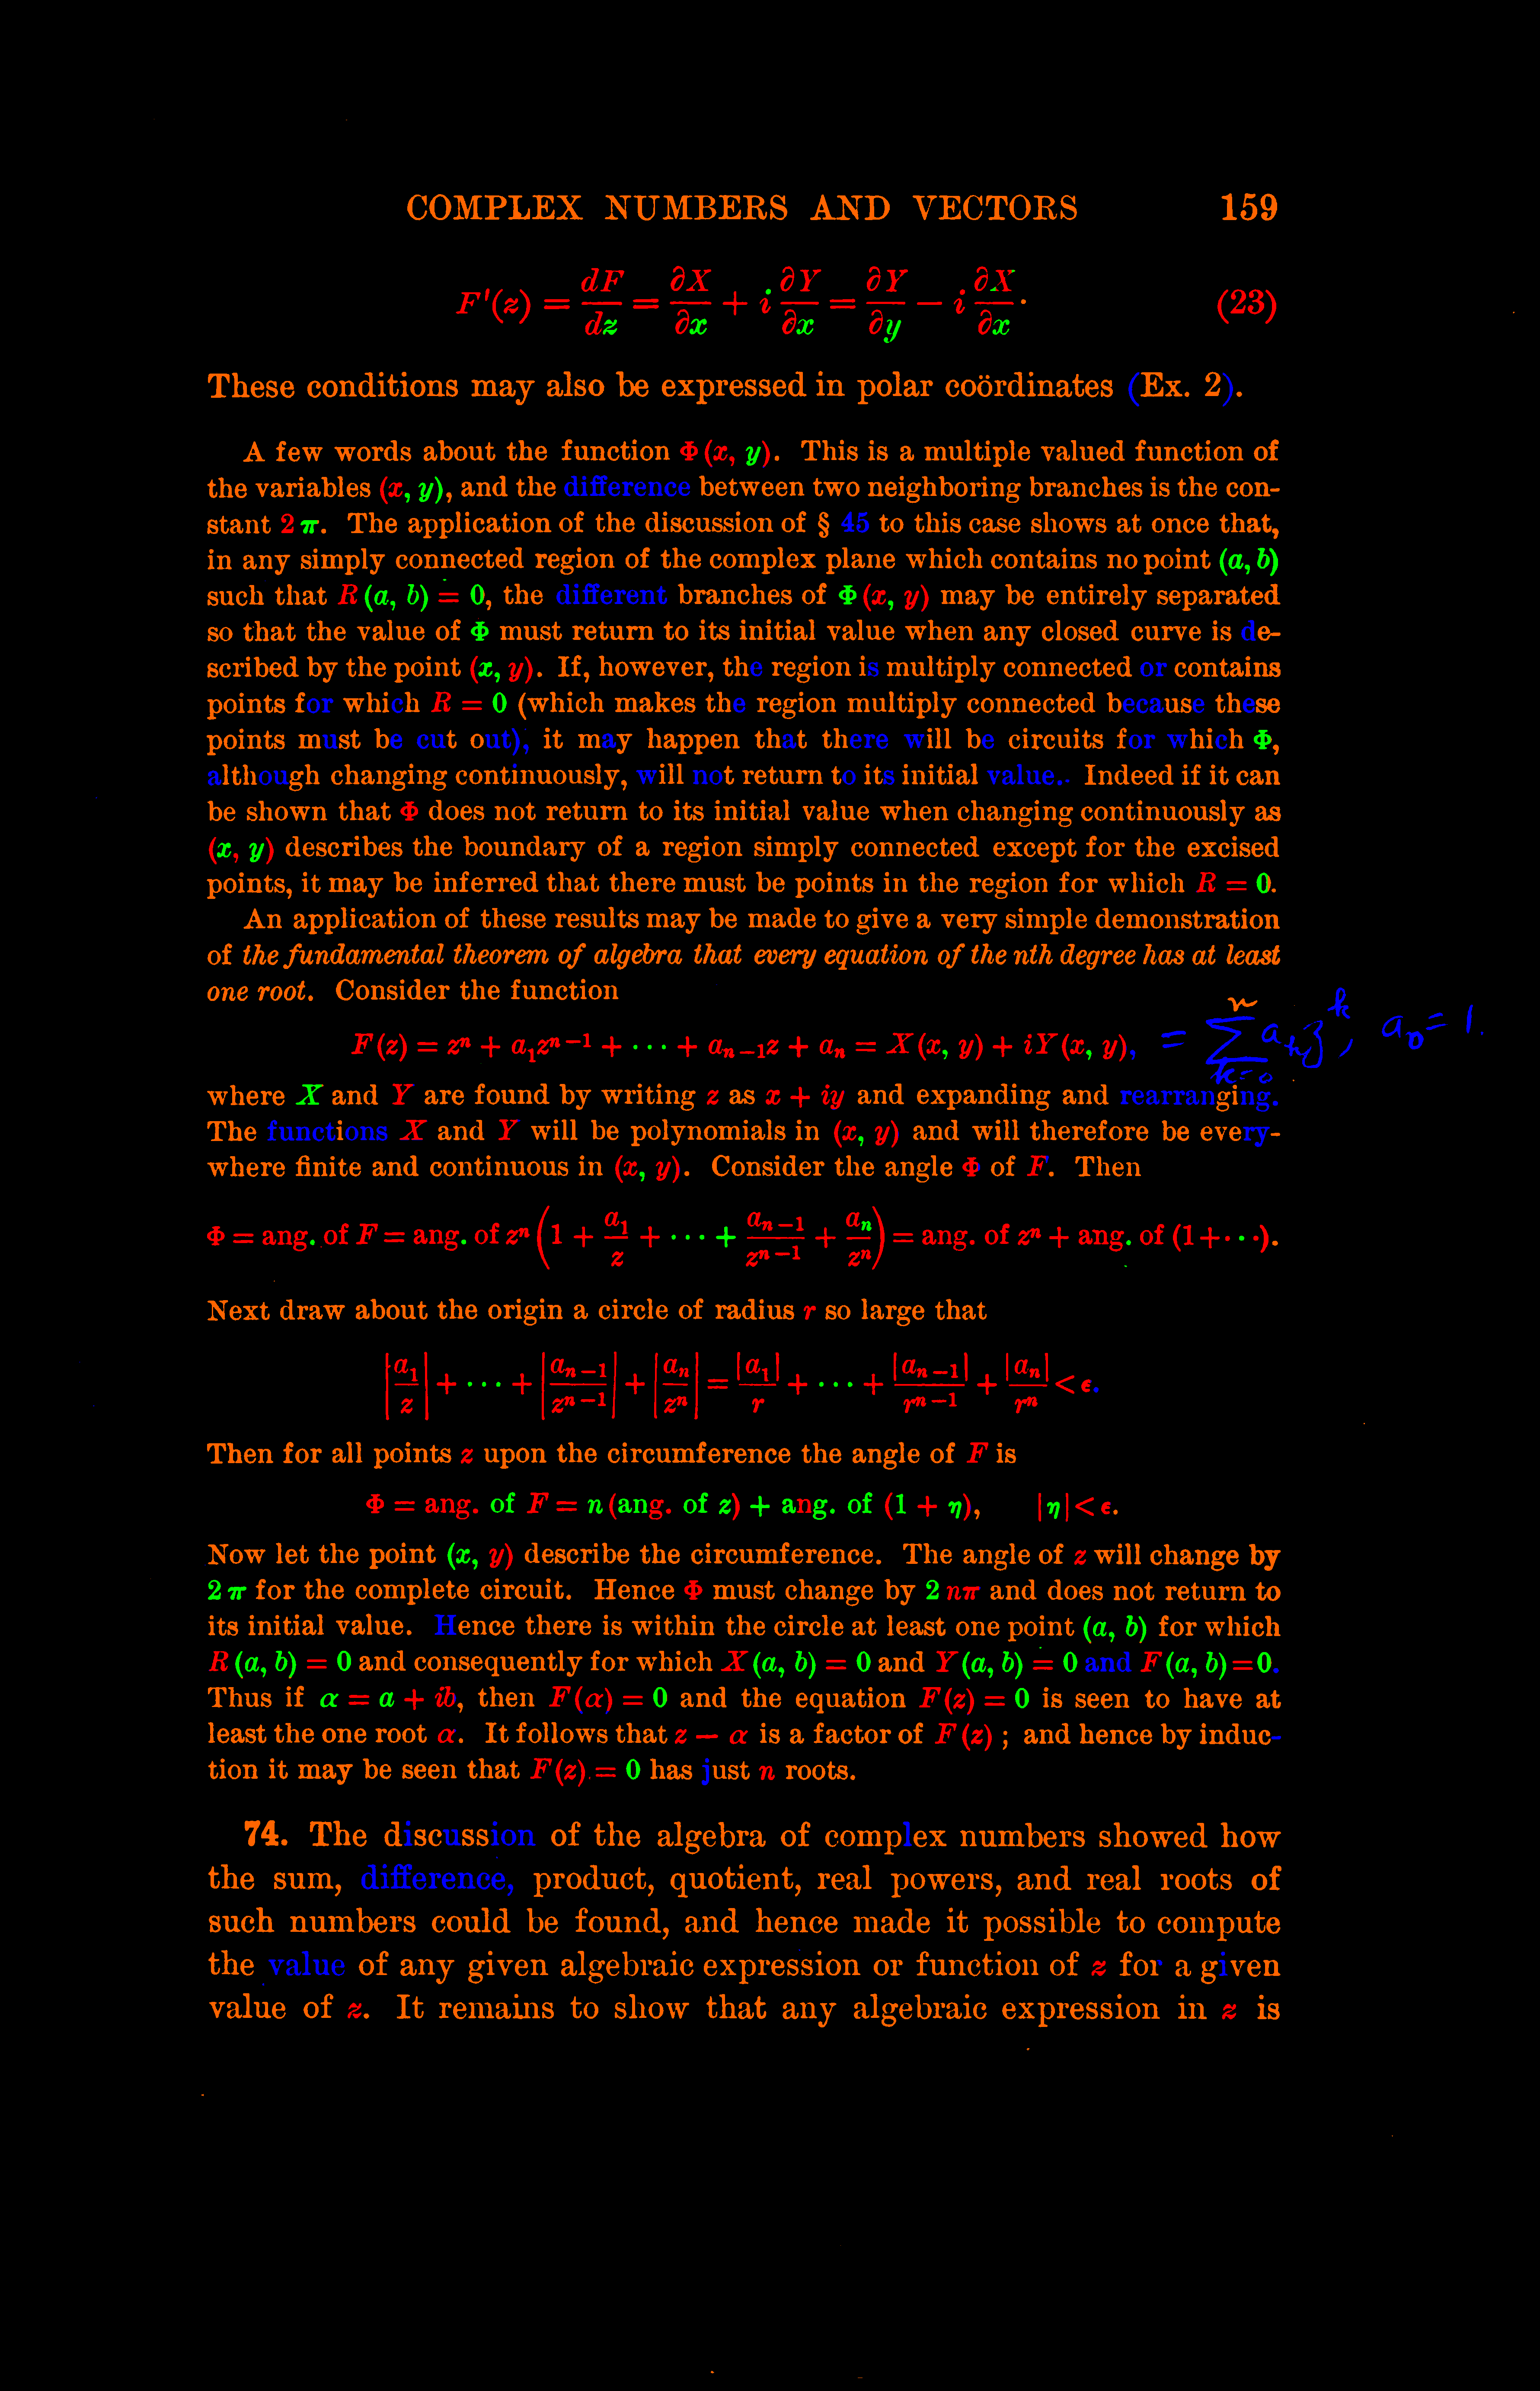 COMPLEX NUMBERS AND VECTORS 159
F'(z) = dF/dz = ∂X/∂x + i ∂Y/∂x = ∂Y/∂y − i ∂X/∂x. (23)
These conditions may also be expressed in polar coördinates (Ex. 2).
A few words about the function Φ(x, y). This is a multiple valued function of
the variables (x, y), and the difference between two neighboring branches is the con-
stant 2π. The application of the discussion of § 45 to this case shows at once that,
in any simply connected region of the complex plane which contains no point (a, b)
such that R(a, b) = 0, the different branches of Φ(x, y) may be entirely separated
so that the value of Φ must return to its initial value when any closed curve is de-
scribed by the point (x, y). If, however, the region is multiply connected or contains
points for which R = 0 (which makes the region multiply connected because these
points must be cut out), it may happen that there will be circuits for which Φ,
although changing continuously, will not return to its initial value. Indeed if it can
be shown that Φ does not return to its initial value when changing continuously as
(x, y) describes the boundary of a region simply connected except for the excised
points, it may be inferred that there must be points in the region for which R = 0.
An application of these results may be made to give a very simple demonstration
of the fundamental theorem of algebra that every equation of the nth degree has at least
one root. Consider the function
F(z) = zⁿ + a₁zⁿ⁻¹ + ··· + aₙ₋₁z + aₙ = X(x, y) + iY(x, y), = ∑ₖ₌₀ⁿ aₖzᵏ, a₀ = 1.
where X and Y are found by writing z as x + iy and expanding and rearranging.
The functions X and Y will be polynomials in (x, y) and will therefore be every-
where finite and continuous in (x, y). Consider the angle Φ of F. Then
Φ = ang. of F = ang. of zⁿ (1 + a₁/z + ··· + aₙ₋₁/zⁿ⁻¹ + aₙ/zⁿ) = ang. of zⁿ + ang. of (1 + ···).
Next draw about the origin a circle of radius r so large that
|a₁/z| + ··· + |aₙ₋₁/zⁿ⁻¹| + |aₙ/zⁿ| = |a₁|/r + ··· + |aₙ₋₁|/rⁿ⁻¹ + |aₙ|/rⁿ < ϵ.
Then for all points z upon the circumference the angle of F is
Φ = ang. of F = n(ang. of z) + ang. of (1 + η), |η| < ϵ.
Now let the point (x, y) describe the circumference. The angle of z will change by
2π for the complete circuit. Hence Φ must change by 2nπ and does not return to
its initial value. Hence there is within the circle at least one point (a, b) for which
R(a, b) = 0 and consequently for which X(a, b) = 0 and Y(a, b) = 0 and F(a, b) = 0.
Thus if α = a + ib, then F(α) = 0 and the equation F(z) = 0 is seen to have at
least the one root α. It follows that z − α is a factor of F(z); and hence by induc-
tion it may be seen that F(z) = 0 has just n roots.
74. The discussion of the algebra of complex numbers showed how
the sum, difference, product, quotient, real powers, and real roots of
such numbers could be found, and hence made it possible to compute
the value of any given algebraic expression or function of z for a given
value of z. It remains to show that any algebraic expression in z is